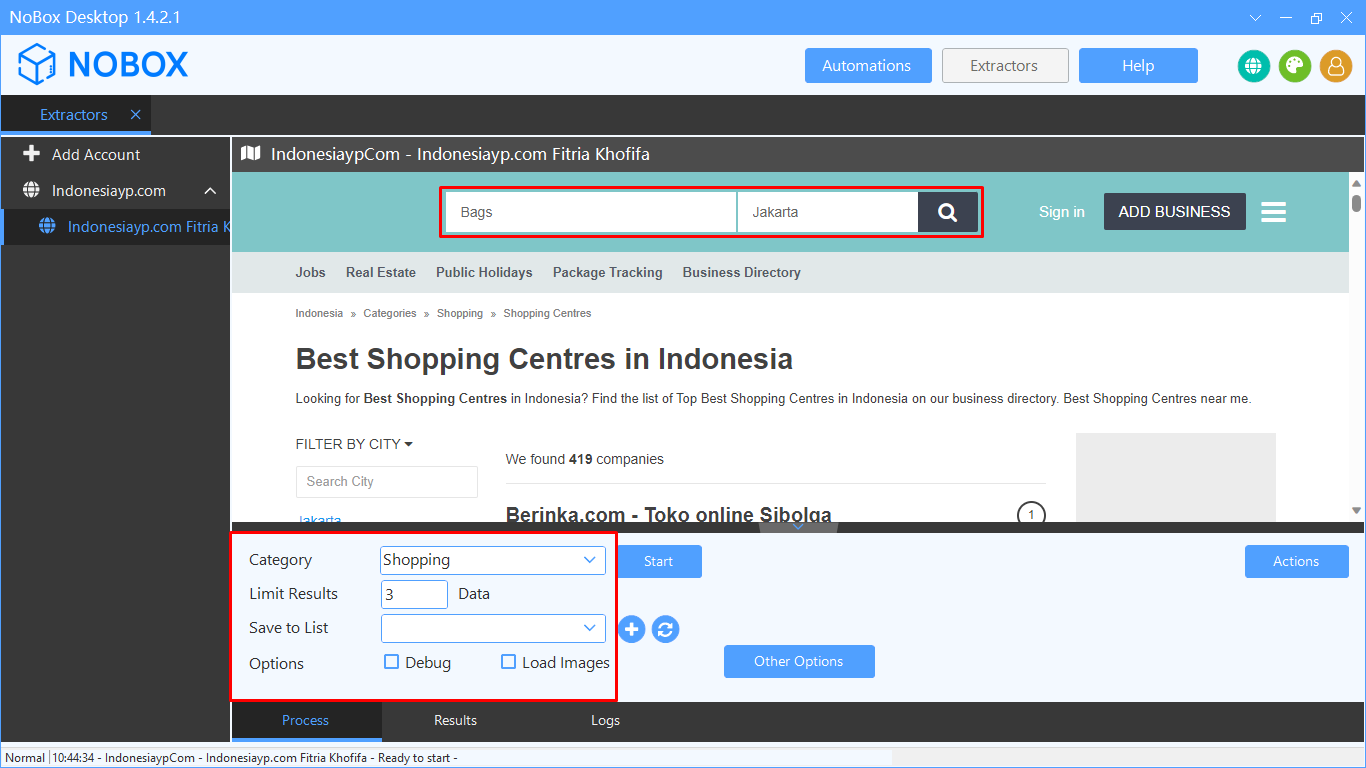 NoBox Desktop 1.4.2.1
NOBOX
Automations
Extractors
Help
Extractors
Add Account
Indonesiayp.com
Indonesiayp.com Fitria K
IndonesiaypCom - Indonesiayp.com Fitria Khofifa
Bags
Jakarta
Sign in
ADD BUSINESS
Jobs Real Estate Public Holidays Package Tracking Business Directory
Indonesia » Categories » Shopping » Shopping Centres
Best Shopping Centres in Indonesia
Looking for Best Shopping Centres in Indonesia? Find the list of Top Best Shopping Centres in Indonesia on our business directory. Best Shopping Centres near me.
FILTER BY CITY
Search City
Jakarta
We found 419 companies
Berinka.com - Toko online Sibolga
1
Category Shopping Start
Actions
Limit Results 3 Data
Save to List
Options Debug Load Images
Other Options
Process Results Logs
Normal 10:44:34 - IndonesiaypCom - Indonesiayp.com Fitria Khofifa - Ready to start -